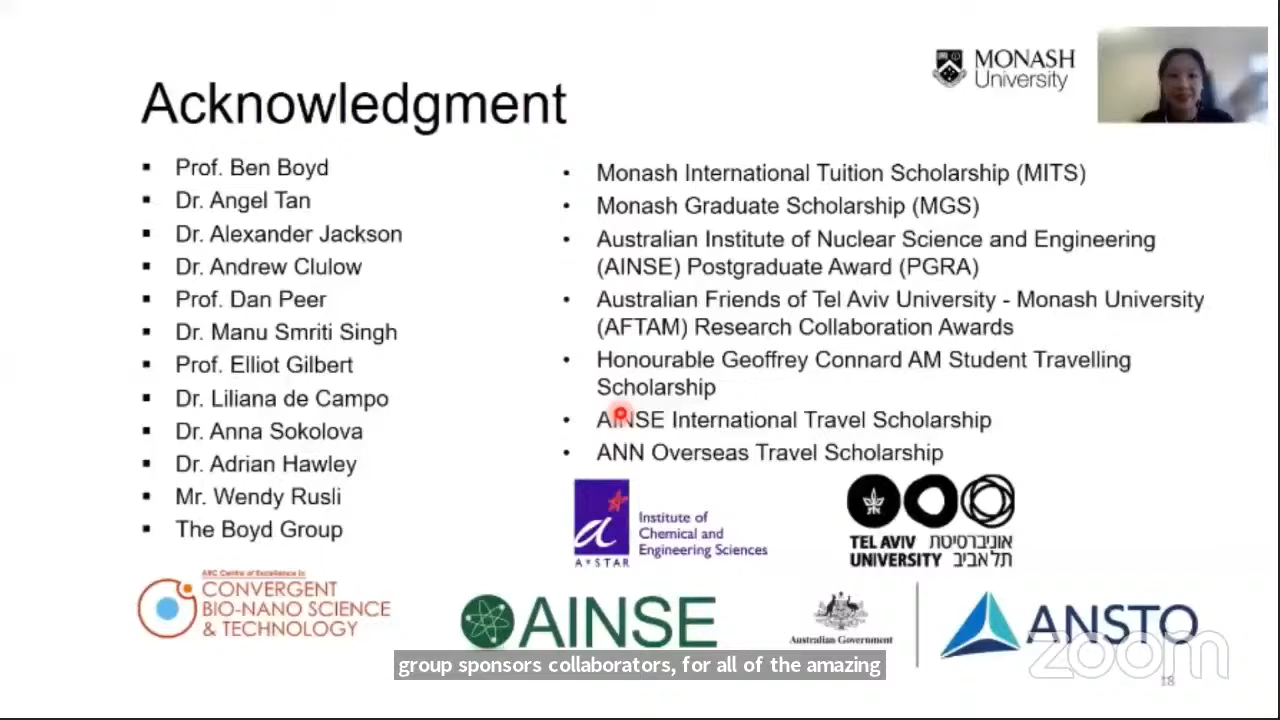 MONASH
University
Acknowledgment
Prof. Ben Boyd
Dr. Angel Tan
Dr. Alexander Jackson
Dr. Andrew Clulow
Prof. Dan Peer
Dr. Manu Smriti Singh
Prof. Elliot Gilbert
Dr. Liliana de Campo
Dr. Anna Sokolova
Dr. Adrian Hawley
Mr. Wendy Rusli
The Boyd Group
Monash International Tuition Scholarship (MITS)
Monash Graduate Scholarship (MGS)
Australian Institute of Nuclear Science and Engineering
(AINSE) Postgraduate Award (PGRA)
Australian Friends of Tel Aviv University - Monash University
(AFTAM) Research Collaboration Awards
Honourable Geoffrey Connard AM Student Travelling
Scholarship
AINSE International Travel Scholarship
ANN Overseas Travel Scholarship
a
A*STAR
Institute of
Chemical and
Engineering Sciences
TEL AVIV אוניברסיטת
UNIVERSITY תל אביב
ARC Centre of Excellence in
CONVERGENT
BIO-NANO SCIENCE
& TECHNOLOGY
AINSE
Australian Government
ANSTO
zoom
18
group sponsors collaborators, for all of the amazing